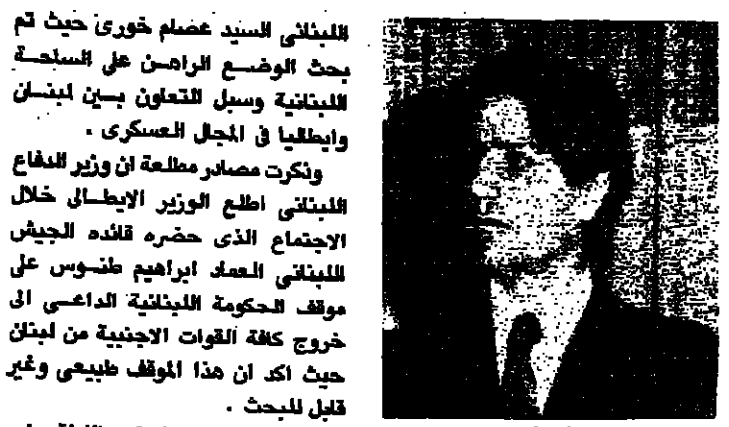 اللبنانى السيد عصام خورى حيث تم
بحث الوضع الراهن على الساحة
اللبنانية وسبل التعاون بين لبنان
وايطاليا فى المجال العسكرى .
وذكرت مصادر مطلعة ان وزير الدفاع
اللبنانى اطلع الوزير الايطالى خلال
الاجتماع الذى حضره قائد الجيش
اللبنانى العماد ابراهيم طنوس على
موقف الحكومة اللبنانية الداعى الى
خروج كافة القوات الاجنبية من لبنان
حيث اكد ان هذا الموقف طبيعى وغير
قابل للبحث .